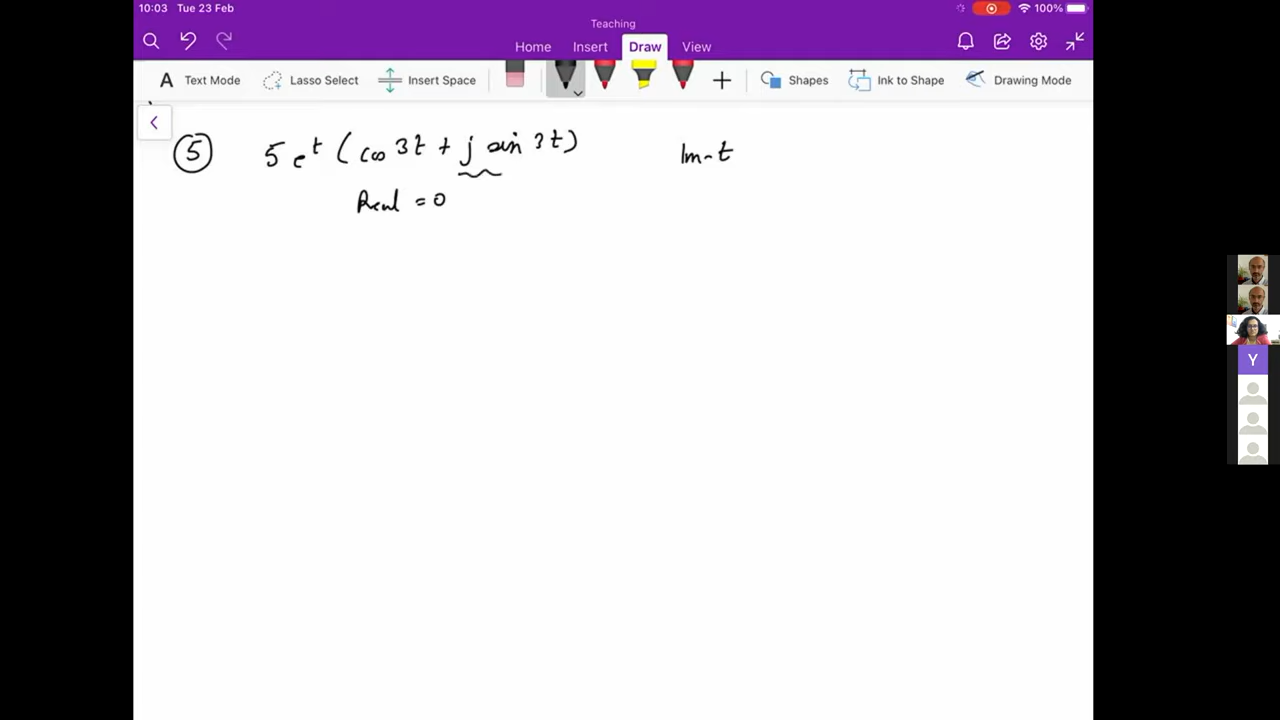 10:03 Tue 23 Feb 100%
Teaching
Home Insert Draw View
A Text Mode Lasso Select Insert Space Shapes Ink to Shape Drawing Mode
5 5 e^t ( cos 3t + j sin 3t ) Im-t
Real = 0
Y